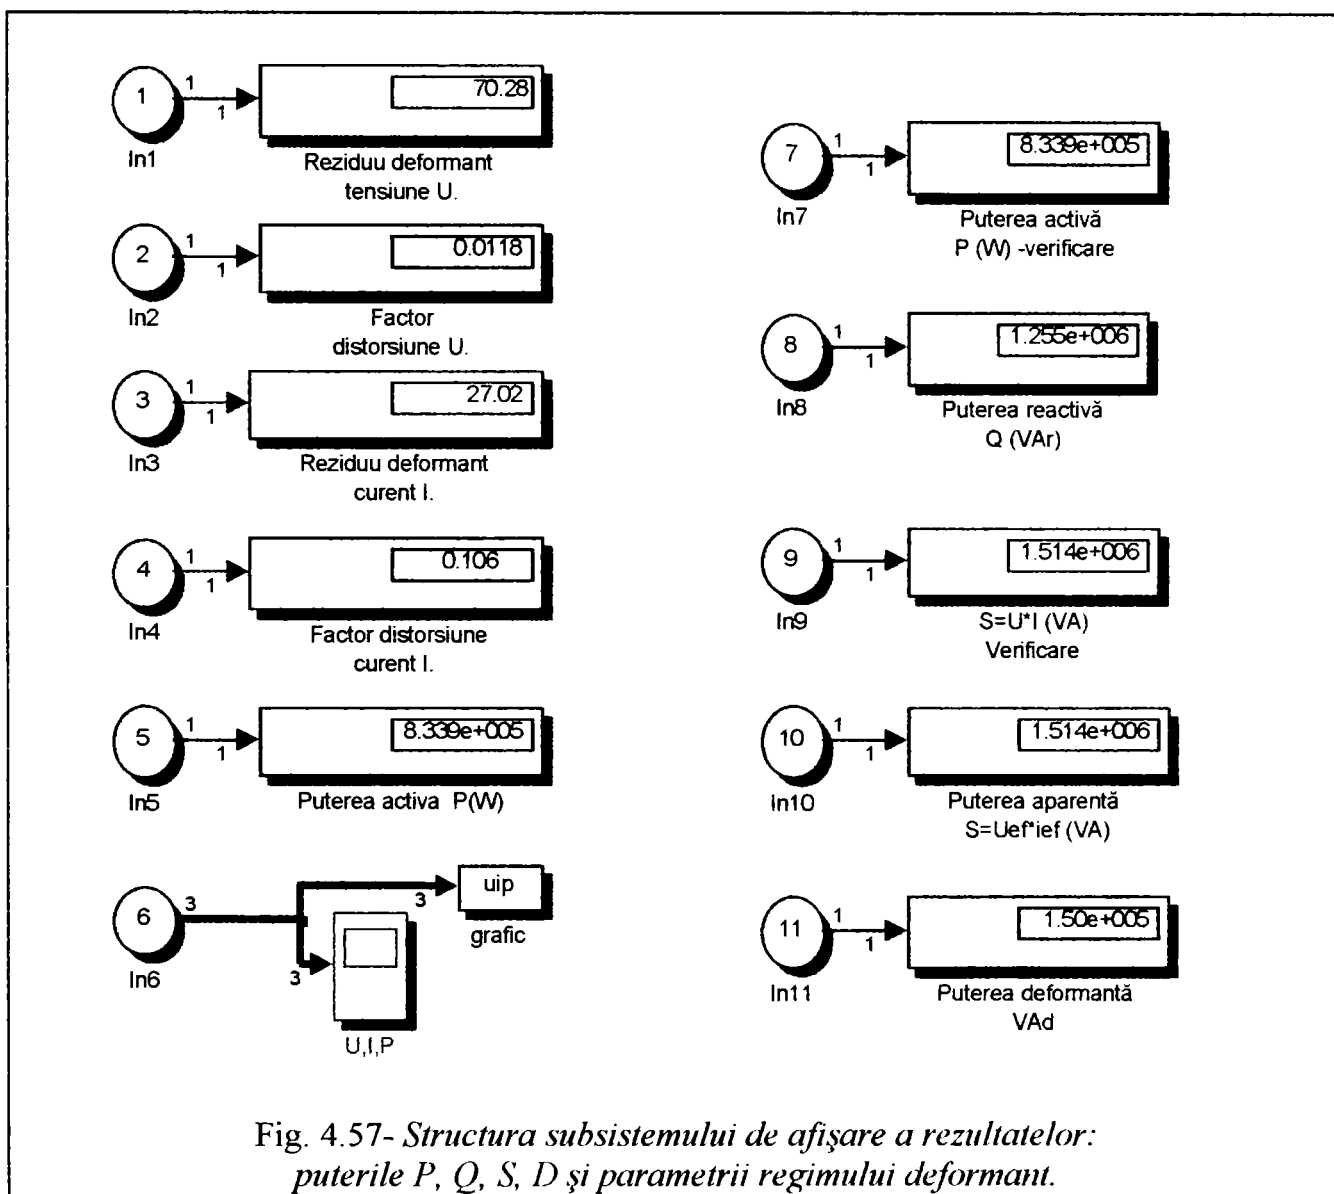 1
1
1
70.28
In1
Reziduu deformant
tensiune U.
2
1
1
0.0118
In2
Factor
distorsiune U.
3
1
1
27.02
In3
Reziduu deformant
curent I.
4
1
1
0.106
In4
Factor distorsiune
curent I.
5
1
1
8.339e+005
In5
Puterea activa P(W)
6
3
3
uip
grafic
3
In6
U,I,P
7
1
1
8.339e+005
In7
Puterea activă
P (W) -verificare
8
1
1
1.255e+006
In8
Puterea reactivă
Q (VAr)
9
1
1
1.514e+006
In9
S=U*I (VA)
Verificare
10
1
1
1.514e+006
In10
Puterea aparentă
S=Uef*ief (VA)
11
1
1
1.50e+005
In11
Puterea deformantă
VAd
Fig. 4.57- Structura subsistemului de afişare a rezultatelor:
puterile P, Q, S, D şi parametrii regimului deformant.